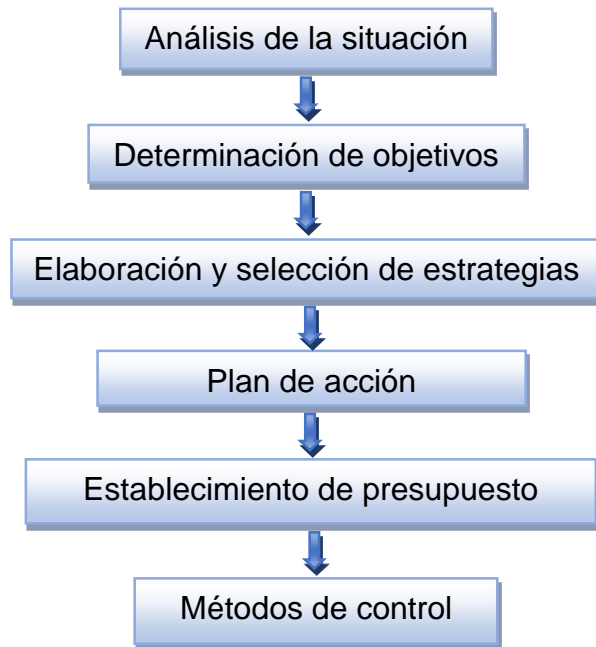 Análisis de la situación
Determinación de objetivos
Elaboración y selección de estrategias
Plan de acción
Establecimiento de presupuesto
Métodos de control